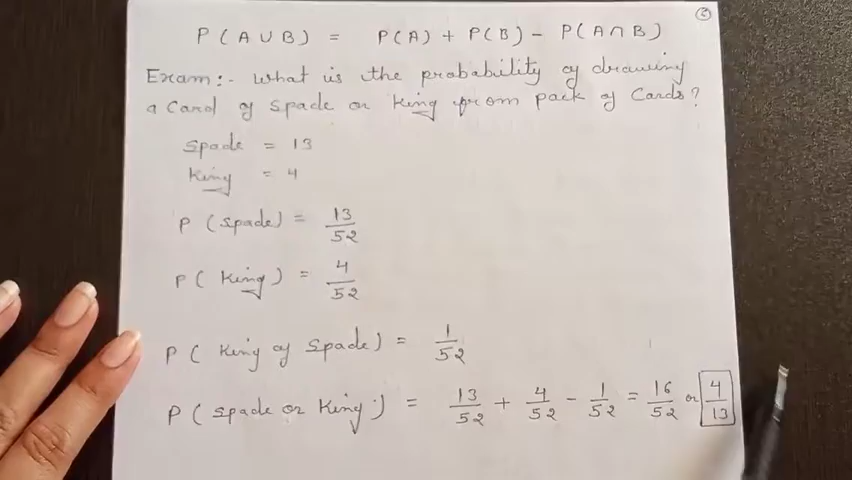 ②
P(A∪B) = P(A) + P(B) - P(A∩B)
Exam:- What is the probability of drawing
a Card of Spade or King from pack of Cards?
Spade = 13
King = 4
P (Spade) = 13/52
P (King) = 4/52
P (King of Spade) = 1/52
P (Spade or King) = 13/52 + 4/52 - 1/52 = 16/52 or 4/13